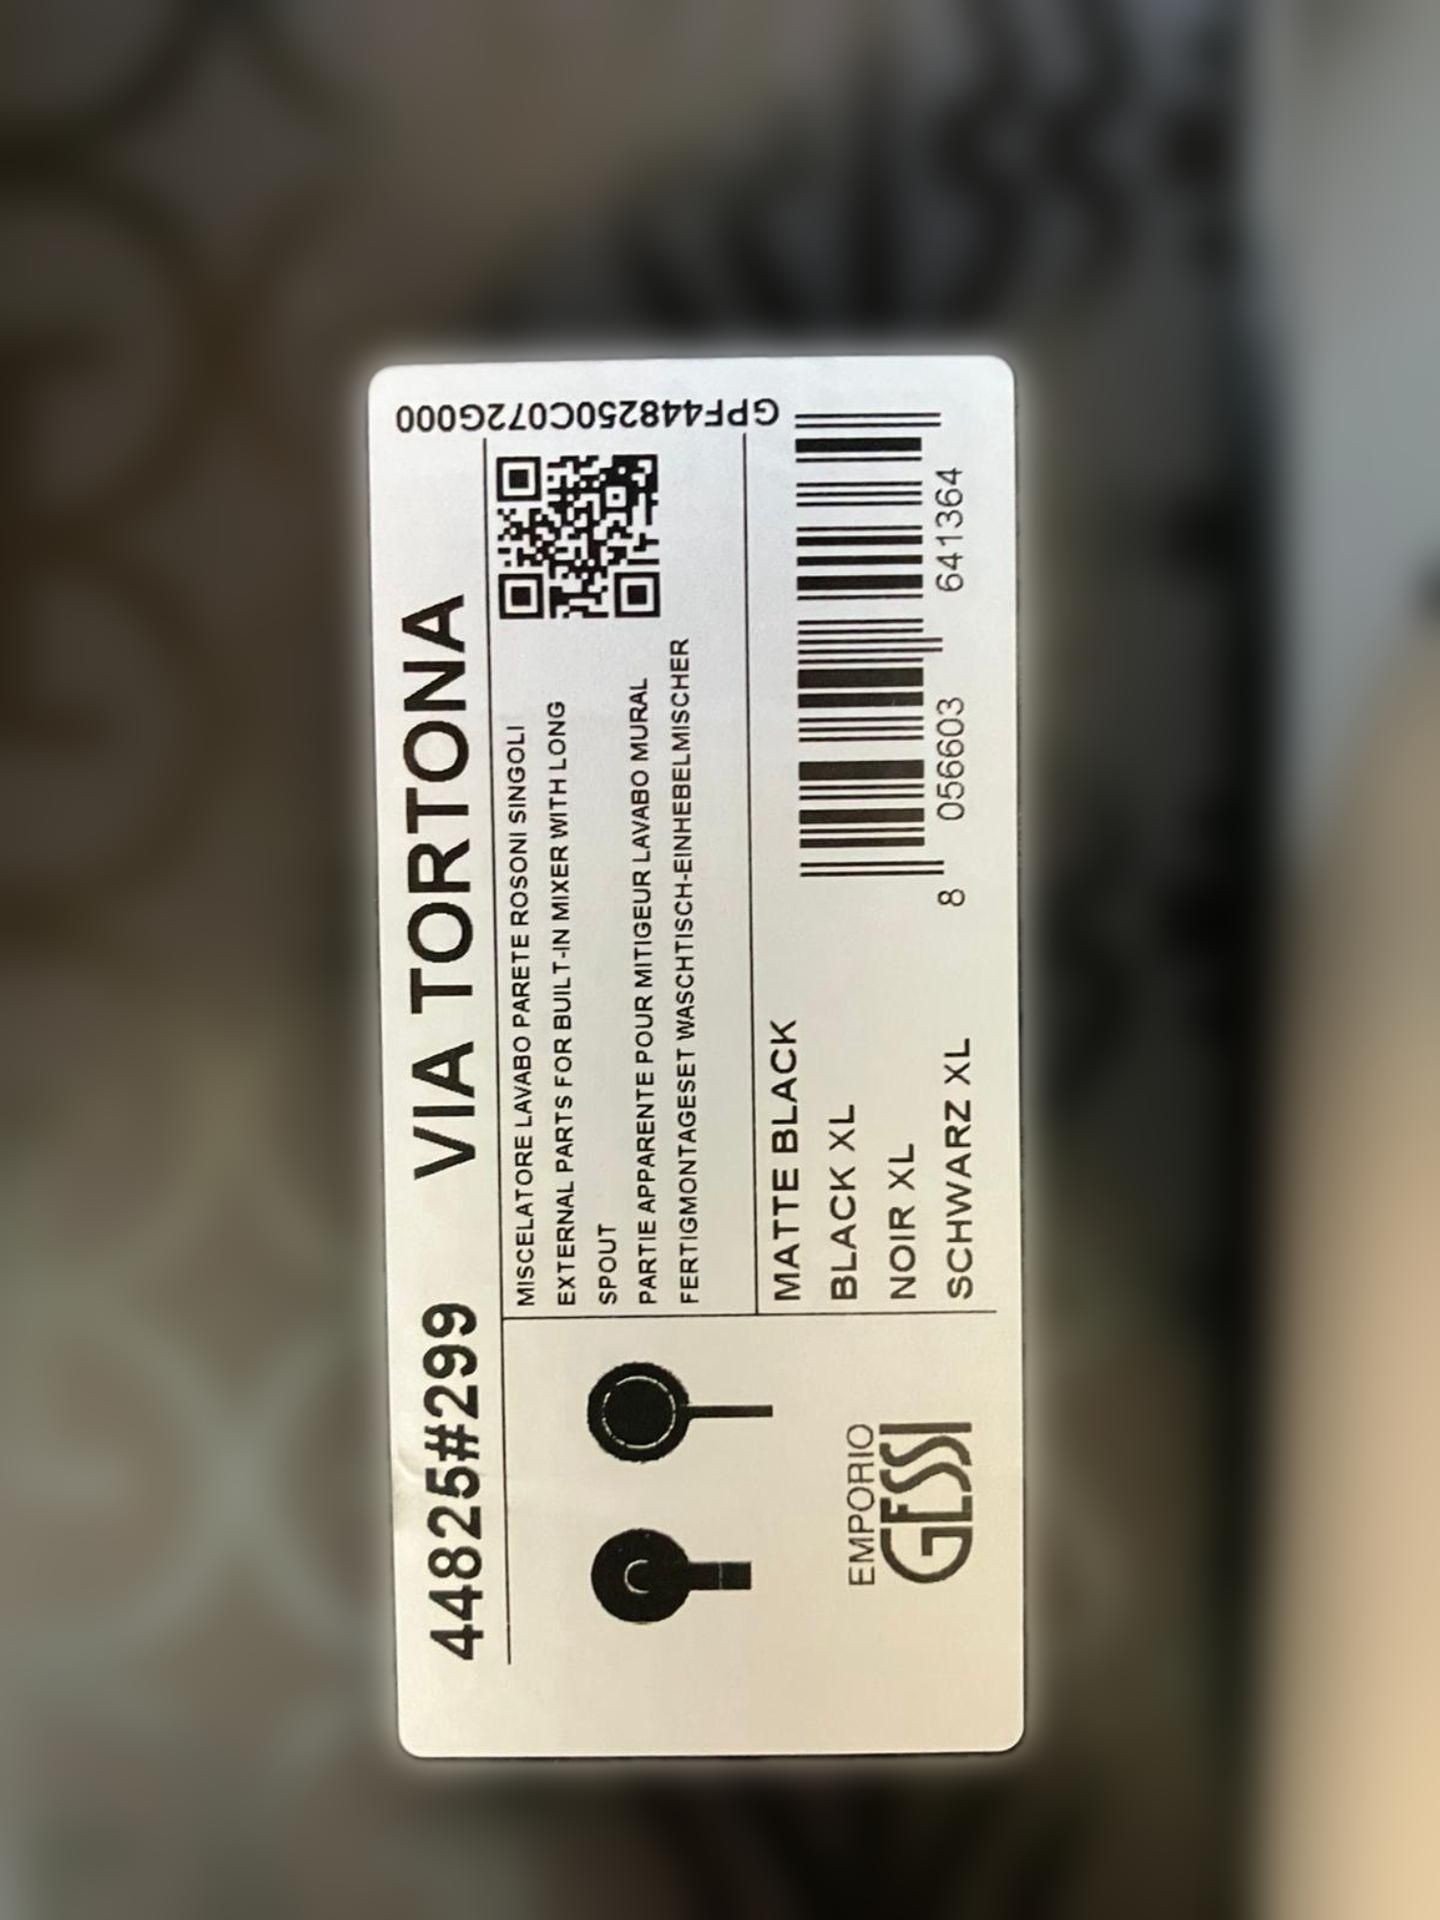 44825#299 VIA TORTONA
MISCELATORE LAVABO PARETE ROSONI SINGOLI
EXTERNAL PARTS FOR BUILT-IN MIXER WITH LONG
SPOUT
PARTIE APPARENTE POUR MITIGEUR LAVABO MURAL
FERTIGMONTAGESET WASCHTISCH-EINHEBELMISCHER
GPF448250C072G000
MATTE BLACK
BLACK XL
NOIR XL
SCHWARZ XL
8 056603 641364
EMPORIO
GESSI